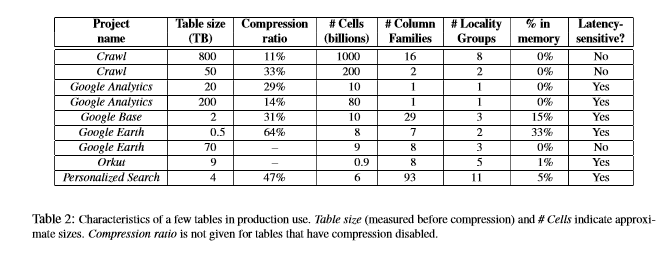 Project name Table size (TB) Compression ratio # Cells (billions) # Column Families # Locality Groups % in memory Latency-sensitive?
Crawl 800 11% 1000 16 8 0% No
Crawl 50 33% 200 2 2 0% No
Google Analytics 20 29% 10 1 1 0% Yes
Google Analytics 200 14% 80 1 1 0% Yes
Google Base 2 31% 10 29 3 15% Yes
Google Earth 0.5 64% 8 7 2 33% Yes
Google Earth 70 – 9 8 3 0% No
Orkut 9 – 0.9 8 5 1% Yes
Personalized Search 4 47% 6 93 11 5% Yes
Table 2: Characteristics of a few tables in production use. Table size (measured before compression) and # Cells indicate approxi-
mate sizes. Compression ratio is not given for tables that have compression disabled.